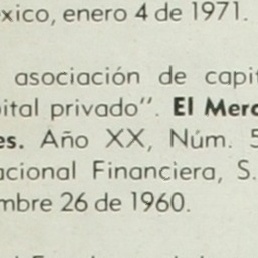 éxico, enero 4 de 1971.
asociación de capit
ital privado". El Merc
es. Año XX, Núm. 5
acional Financiera, S.
mbre 26 de 1960.